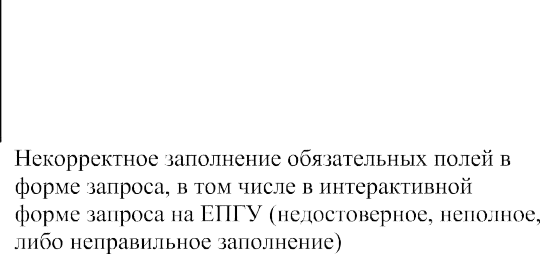 Некорректное заполнение обязательных полей в
форме запроса, в том числе в интерактивной
форме запроса на ЕПГУ (недостоверное, неполное,
либо неправильное заполнение)